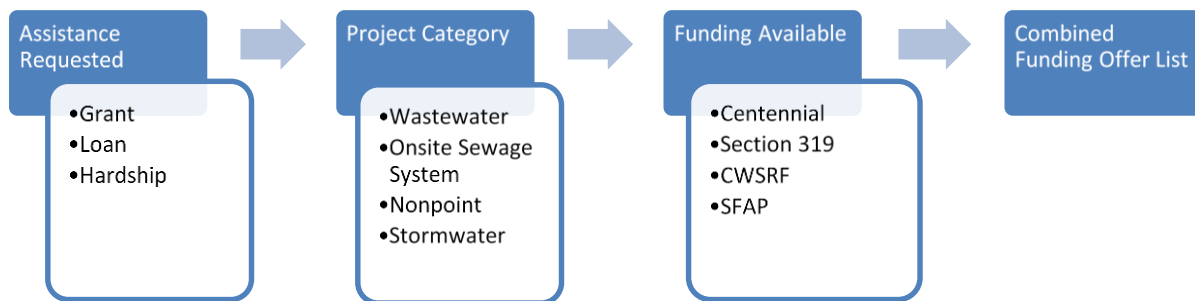 Assistance
Requested
•Grant
•Loan
•Hardship
Project Category
•Wastewater
•Onsite Sewage
System
•Nonpoint
•Stormwater
Funding Available
•Centennial
•Section 319
•CWSRF
•SFAP
Combined
Funding Offer List